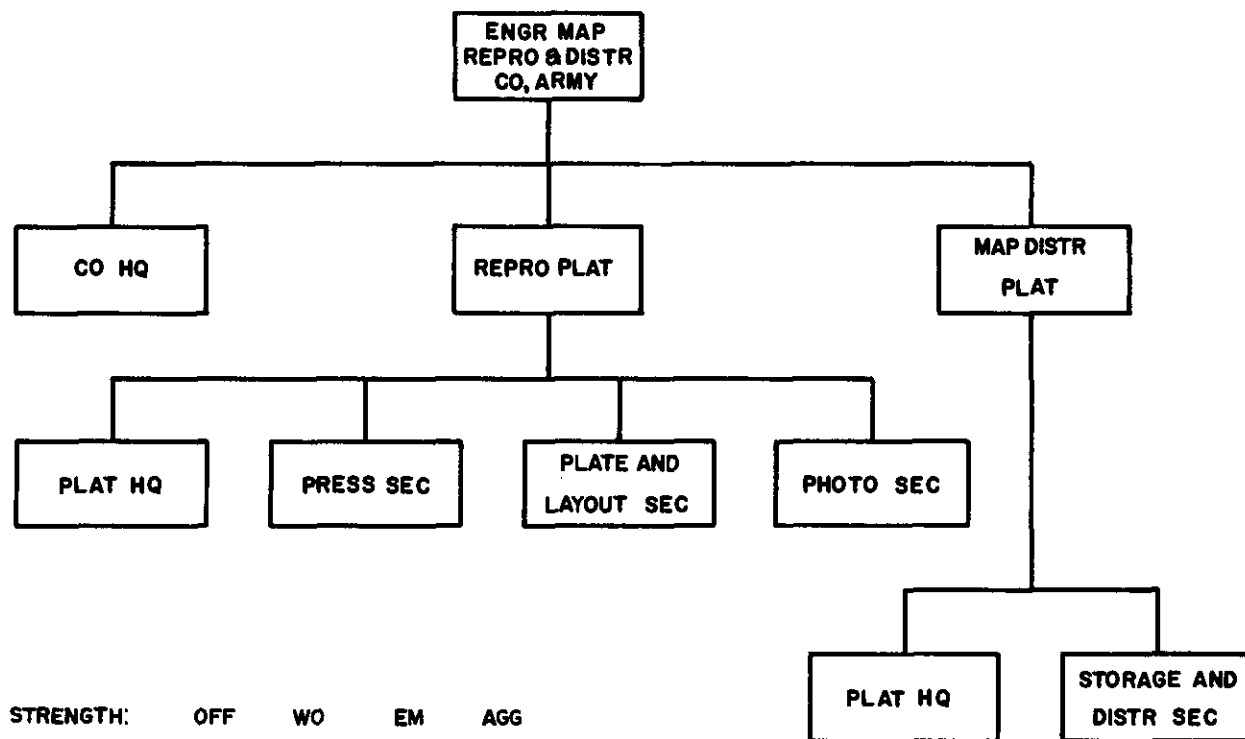 ENGR MAP
REPRO & DISTR
CO, ARMY
CO HQ
REPRO PLAT
MAP DISTR
PLAT
PLAT HQ
PRESS SEC
PLATE AND
LAYOUT SEC
PHOTO SEC
PLAT HQ
STORAGE AND
DISTR SEC
STRENGTH: OFF WO EM AGG